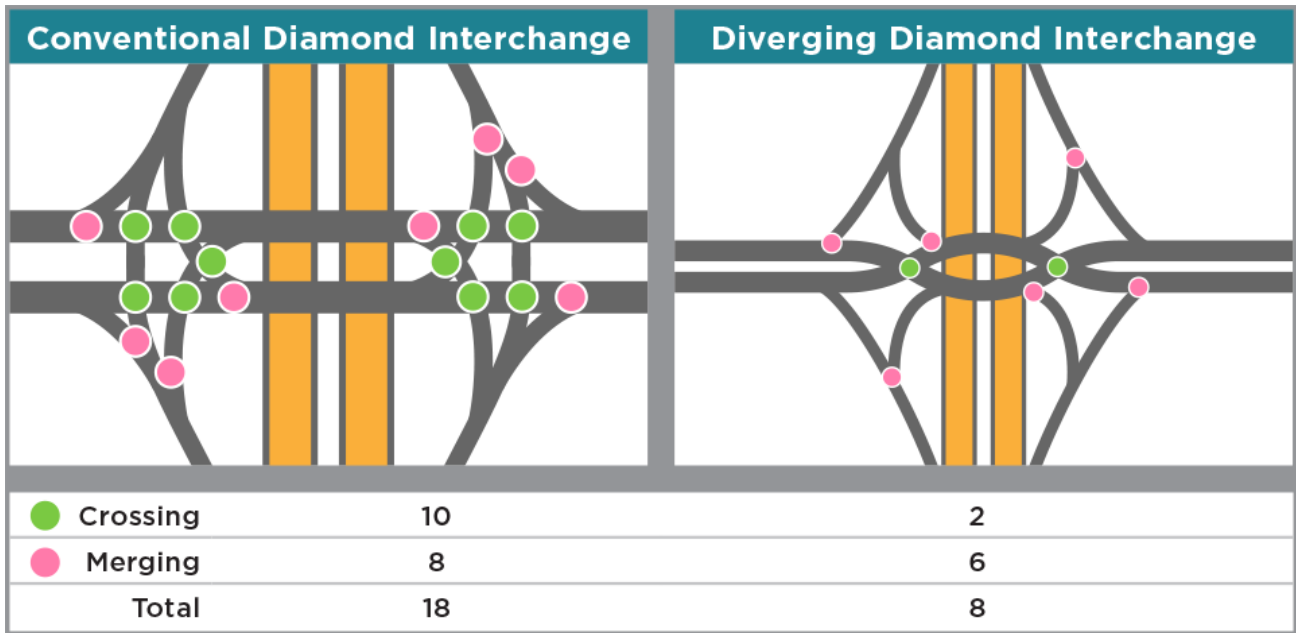 Conventional Diamond Interchange
Diverging Diamond Interchange
Crossing 10 2
Merging 8 6
Total 18 8